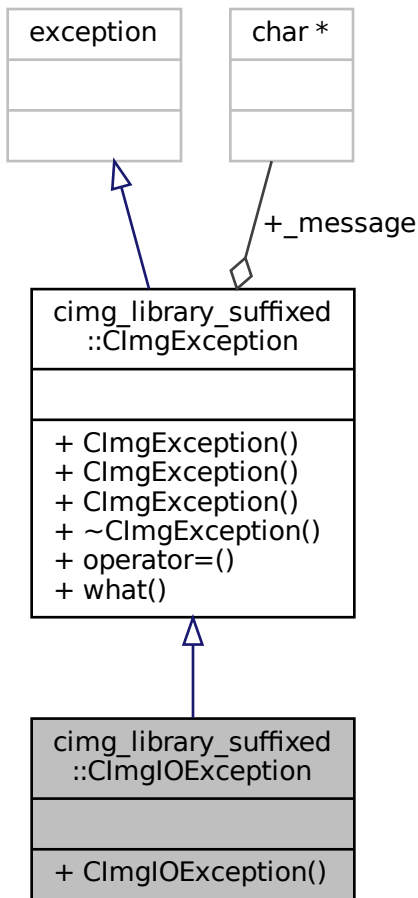 exception
char *
+_message
cimg_library_suffixed
::CImgException
+ CImgException()
+ CImgException()
+ CImgException()
+ ~CImgException()
+ operator=()
+ what()
cimg_library_suffixed
::CImgIOException
+ CImgIOException()